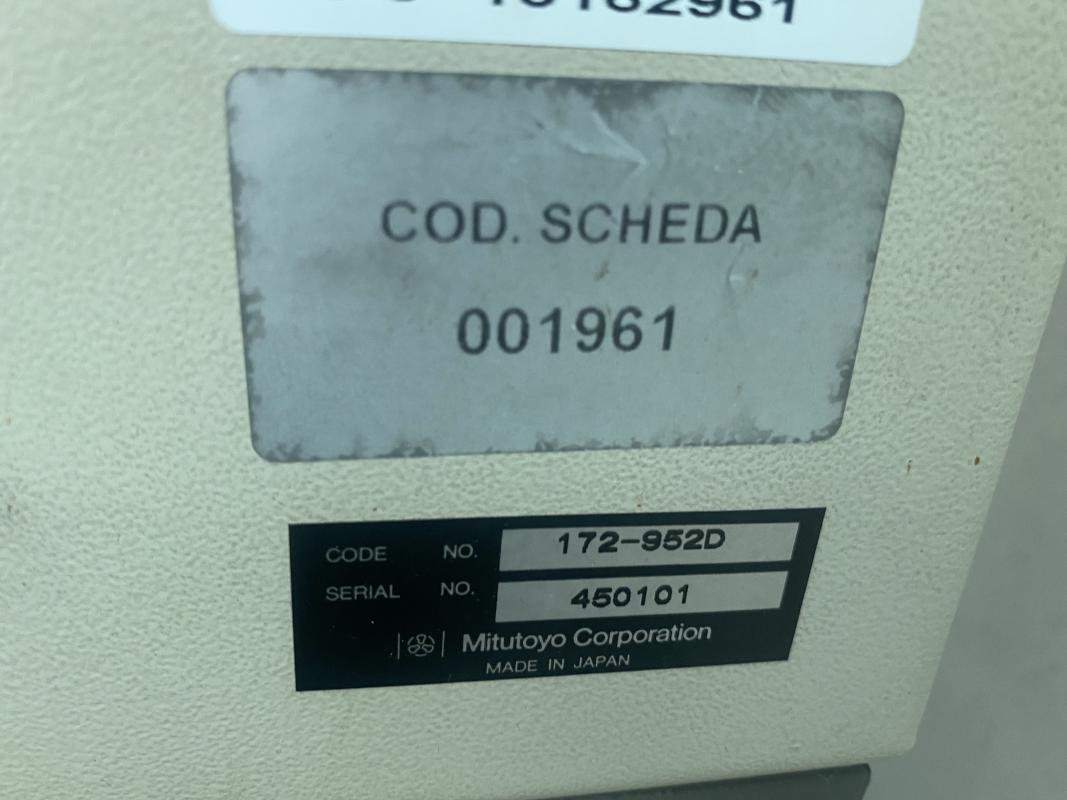 COD. SCHEDA
001961
CODE NO. 172-952D
SERIAL NO. 450101
Mitutoyo Corporation
MADE IN JAPAN